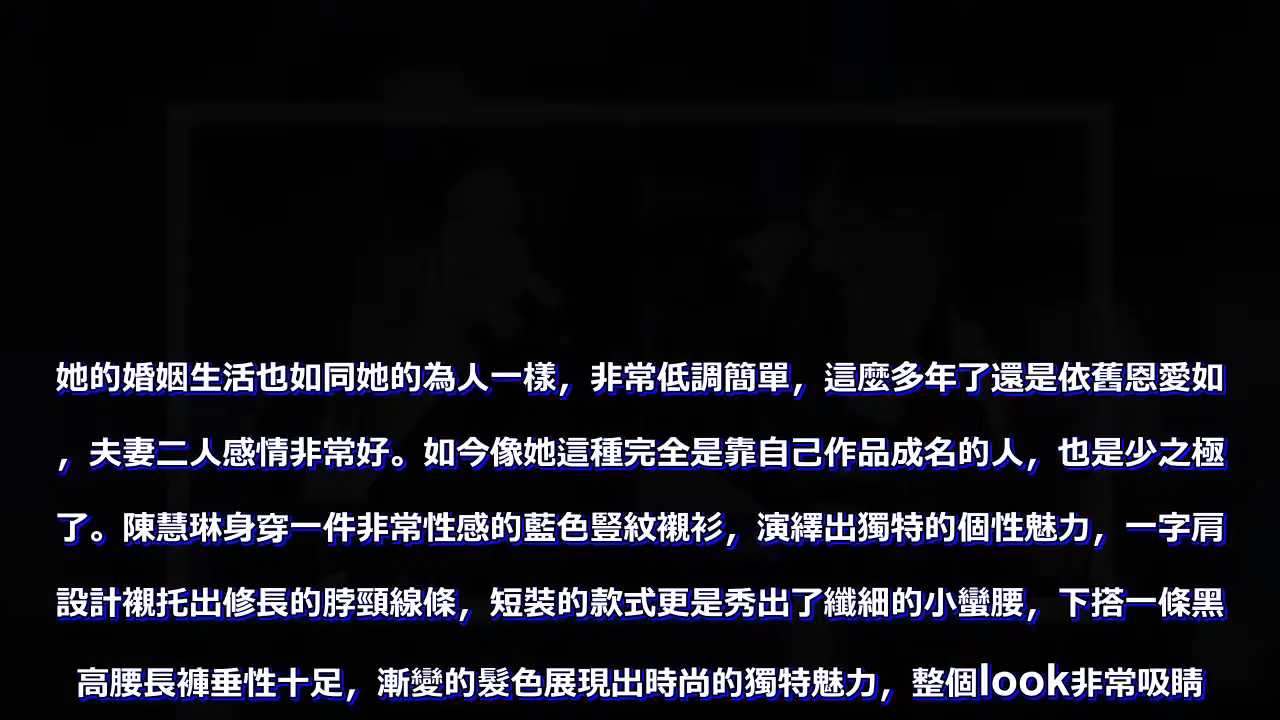 她的婚姻生活也如同她的為人一樣，非常低調簡單，這麼多年了還是依舊恩愛如
，夫妻二人感情非常好。如今像她這種完全是靠自己作品成名的人，也是少之極
了。陳慧琳身穿一件非常性感的藍色豎紋襯衫，演繹出獨特的個性魅力，一字肩
設計襯托出修長的脖頸線條，短裝的款式更是秀出了纖細的小蠻腰，下搭一條黑
高腰長褲垂性十足，漸變的髮色展現出時尚的獨特魅力，整個look非常吸睛